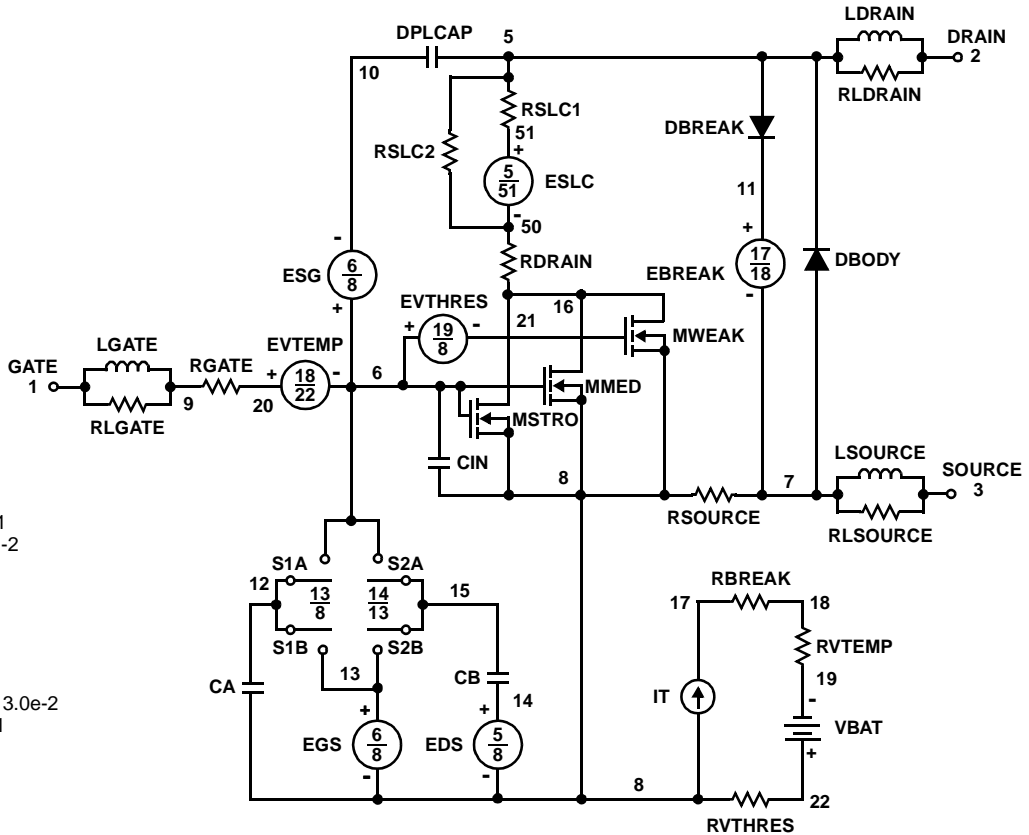 LDRAIN
DPLCAP 5 DRAIN
10 2
RLDRAIN
RSLC1
DBREAK
51
RSLC2 +
5
51
ESLC 11
-
50 +
-
17
18
RDRAIN DBODY
6
8
EBREAK
ESG
EVTHRES 16 -
+
+ 19
8
- 21
MWEAK
LGATE EVTEMP
GATE RGATE + 18
22
- 6
MMED
1
9 20
MSTRO
RLGATE
LSOURCE
CIN SOURCE
8 7
3
RSOURCE
RLSOURCE
-2
S1A S2A
12 13
8
14
13
15 RBREAK
17 18
S1B S2B RVTEMP
13
CA CB 19
IT -
14
+ +
VBAT
3.0e-2
EGS 6
8
EDS 5
8
+
- - 8
22
RVTHRES